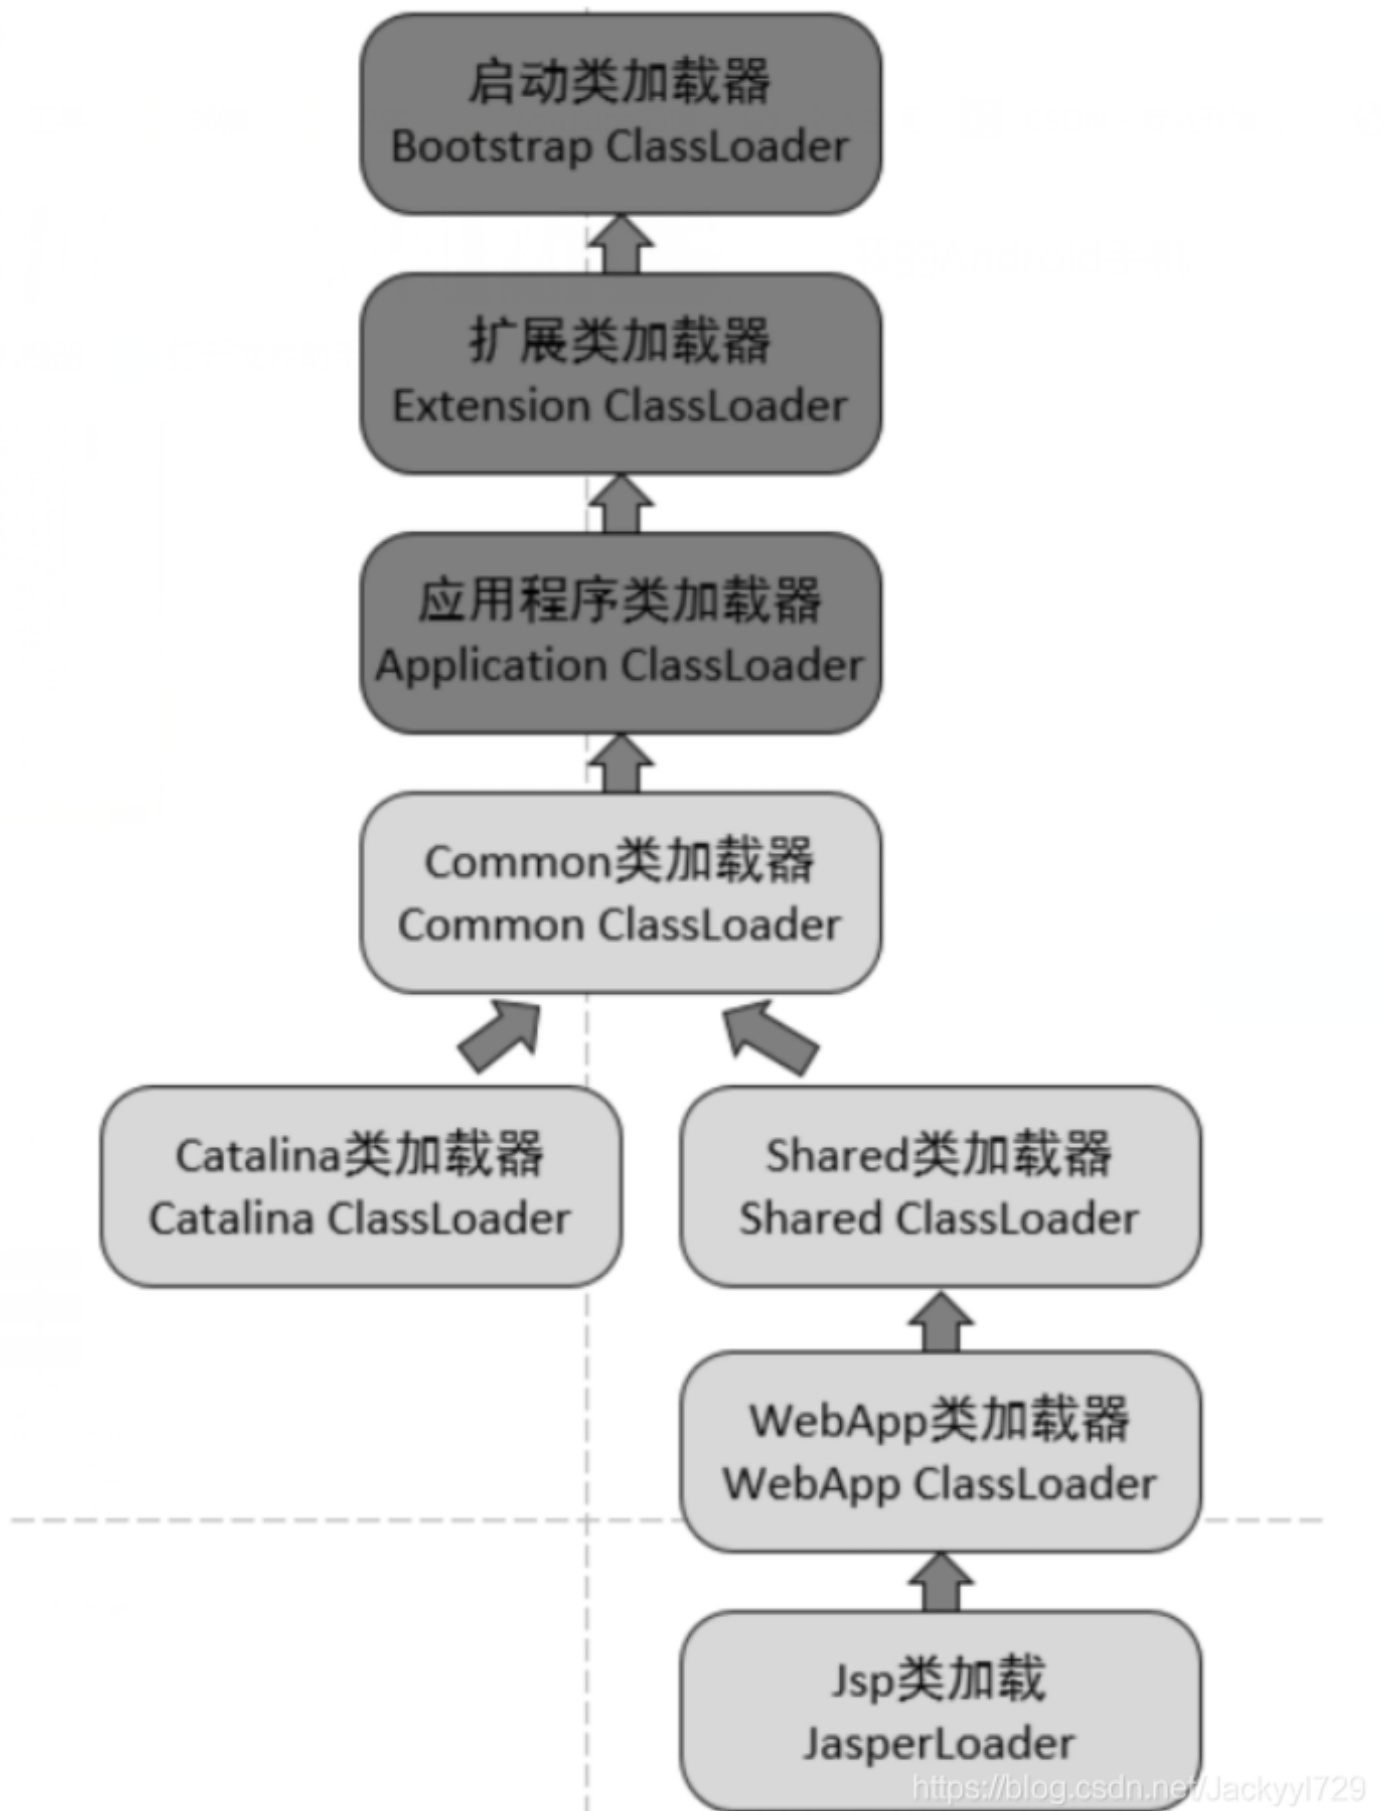 启动类加载器
Bootstrap ClassLoader
扩展类加载器
Extension ClassLoader
应用程序类加载器
Application ClassLoader
Common类加载器
Common ClassLoader
Catalina类加载器
Catalina ClassLoader
Shared类加载器
Shared ClassLoader
WebApp类加载器
WebApp ClassLoader
Jsp类加载
JasperLoader
https://blog.csdn.net/Jackyyl729